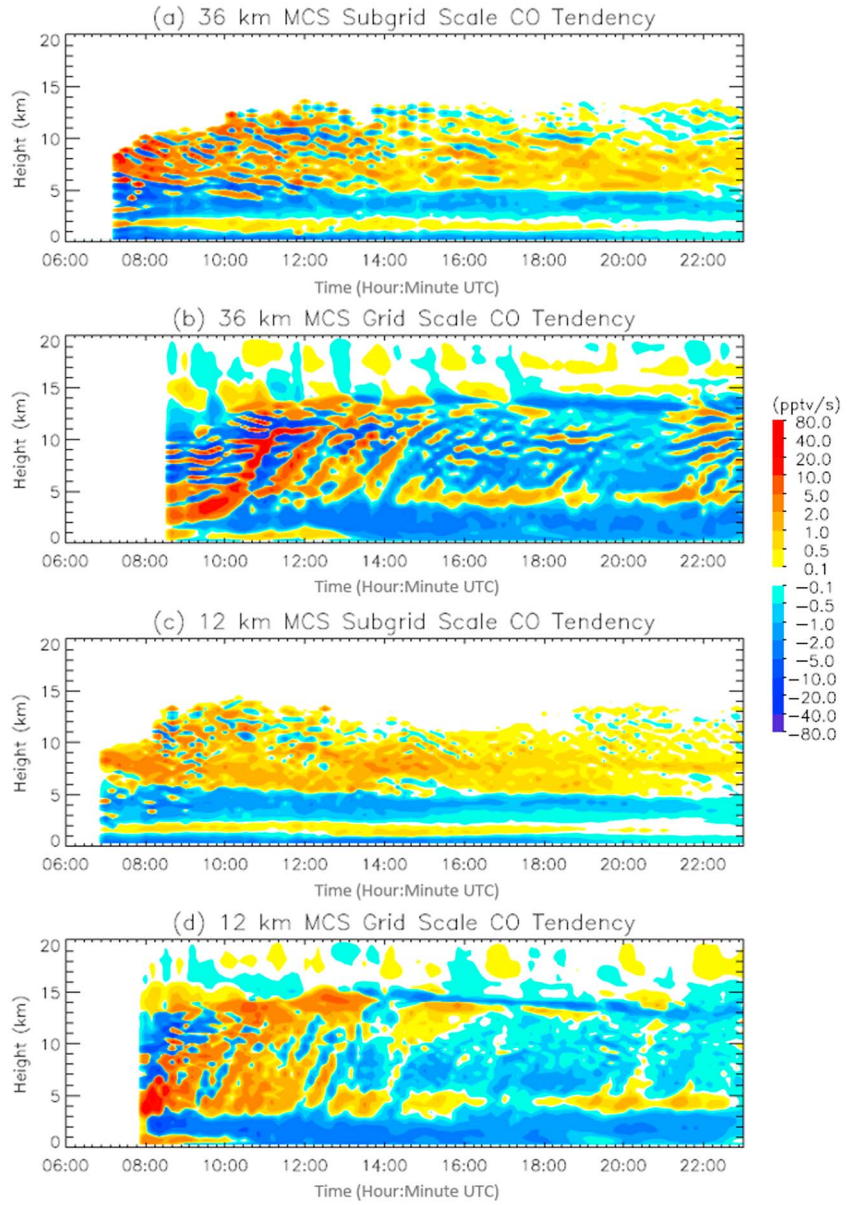 (a) 36 km MCS Subgrid Scale CO Tendency
20
15
10
5
0
Height (km)
06:00 08:00 10:00 12:00 14:00 16:00 18:00 20:00 22:00
Time (Hour:Minute UTC)
(b) 36 km MCS Grid Scale CO Tendency
20
15
10
5
0
Height (km)
06:00 08:00 10:00 12:00 14:00 16:00 18:00 20:00 22:00
Time (Hour:Minute UTC)
(pptv/s)
80.0
40.0
20.0
10.0
5.0
2.0
1.0
0.5
0.1
−0.1
−0.5
−1.0
−2.0
−5.0
−10.0
−20.0
−40.0
−80.0
(c) 12 km MCS Subgrid Scale CO Tendency
20
15
10
5
0
Height (km)
06:00 08:00 10:00 12:00 14:00 16:00 18:00 20:00 22:00
Time (Hour:Minute UTC)
(d) 12 km MCS Grid Scale CO Tendency
20
15
10
5
0
Height (km)
06:00 08:00 10:00 12:00 14:00 16:00 18:00 20:00 22:00
Time (Hour:Minute UTC)